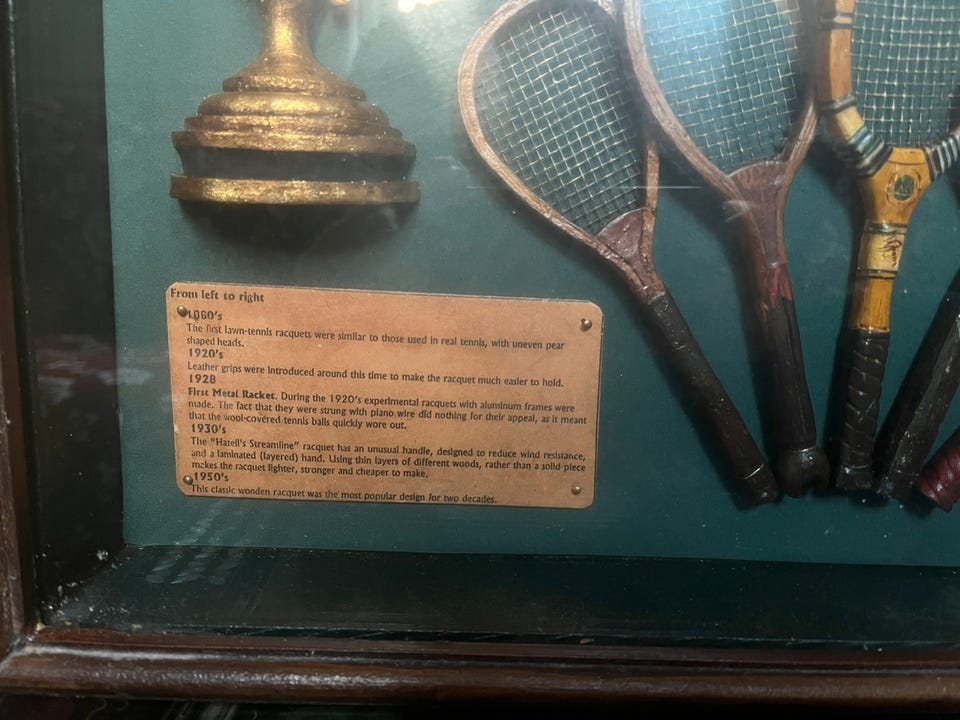 From left to right
1860's
The first lawn-tennis racquets were similar to those used in real tennis, with uneven pear
shaped heads.
1920's
Leather grips were introduced around this time to make the racquet much easier to hold.
1928
First Metal Racket. During the 1920's experimental racquets with aluminum frames were
made. The fact that they were strung with piano wire did nothing for their appeal, as it meant
that the wool-covered tennis balls quickly wore out.
1930's
The "Hazell's Streamline" racquet has an unusual handle, designed to reduce wind resistance,
and a laminated (layered) hand. Using thin layers of different woods, rather than a solid piece
makes the racquet lighter, stronger and cheaper to make.
1950's
This classic wooden racquet was the most popular design for two decades.